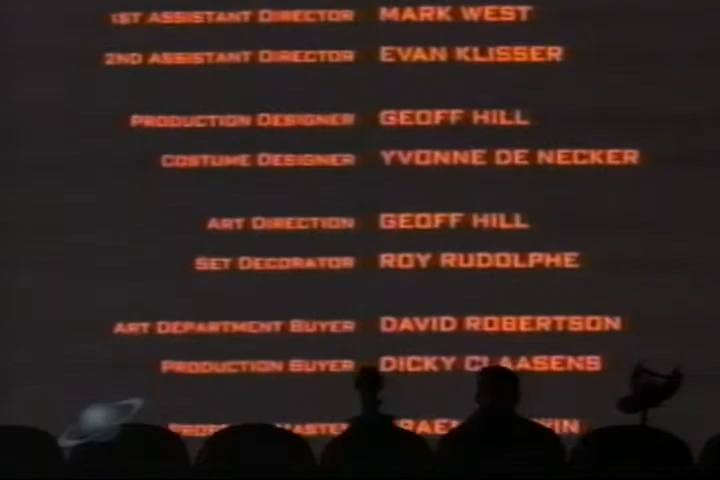 1ST ASSISTANT DIRECTOR MARK WEST
2ND ASSISTANT DIRECTOR EVAN KLISSER
PRODUCTION DESIGNER GEOFF HILL
COSTUME DESIGNER YVONNE DE NECKER
ART DIRECTION GEOFF HILL
SET DECORATOR ROY RUDOLPHE
ART DEPARTMENT BUYER DAVID ROBERTSON
PRODUCTION BUYER DICKY CLAASENS